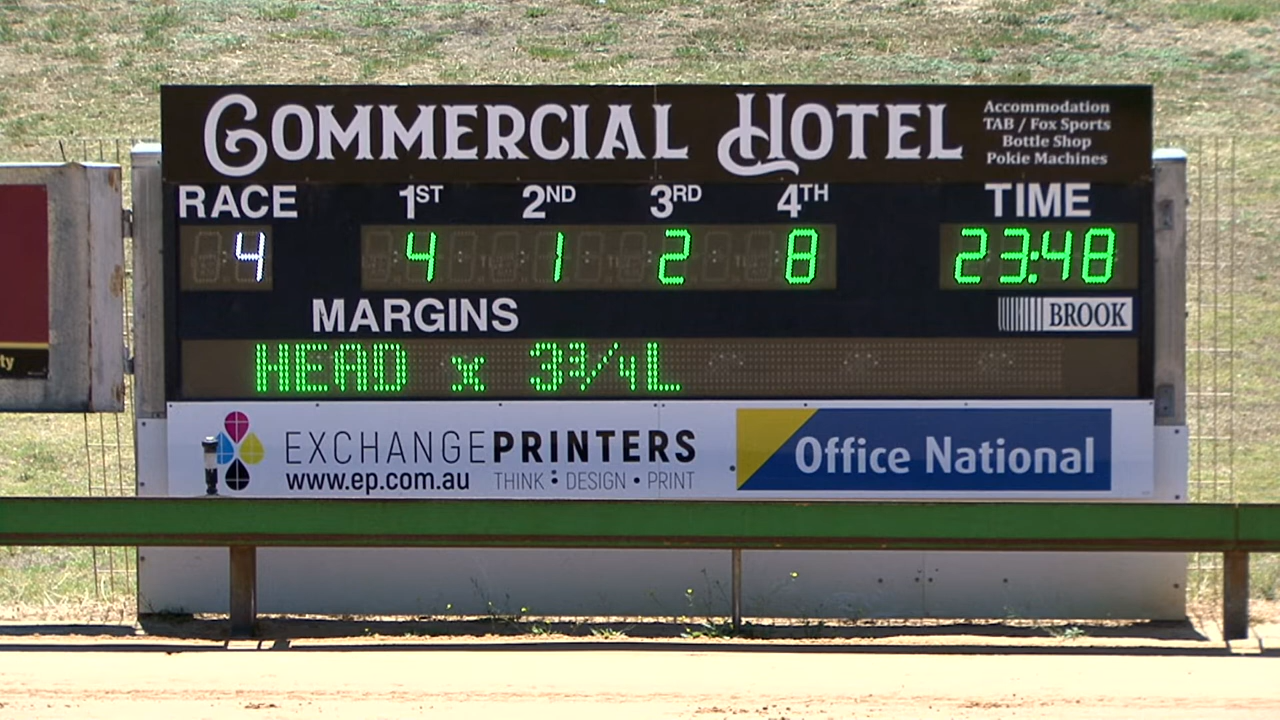 COMMERCIAL HOTEL
Accommodation
TAB / Fox Sports
Bottle Shop
Pokie Machines
RACE 1ST 2ND 3RD 4TH TIME
4 4 1 2 8 23:48
MARGINS
BROOK
HEAD x 3¾L
EXCHANGEPRINTERS
www.ep.com.au THINK : DESIGN • PRINT
Office National
ty